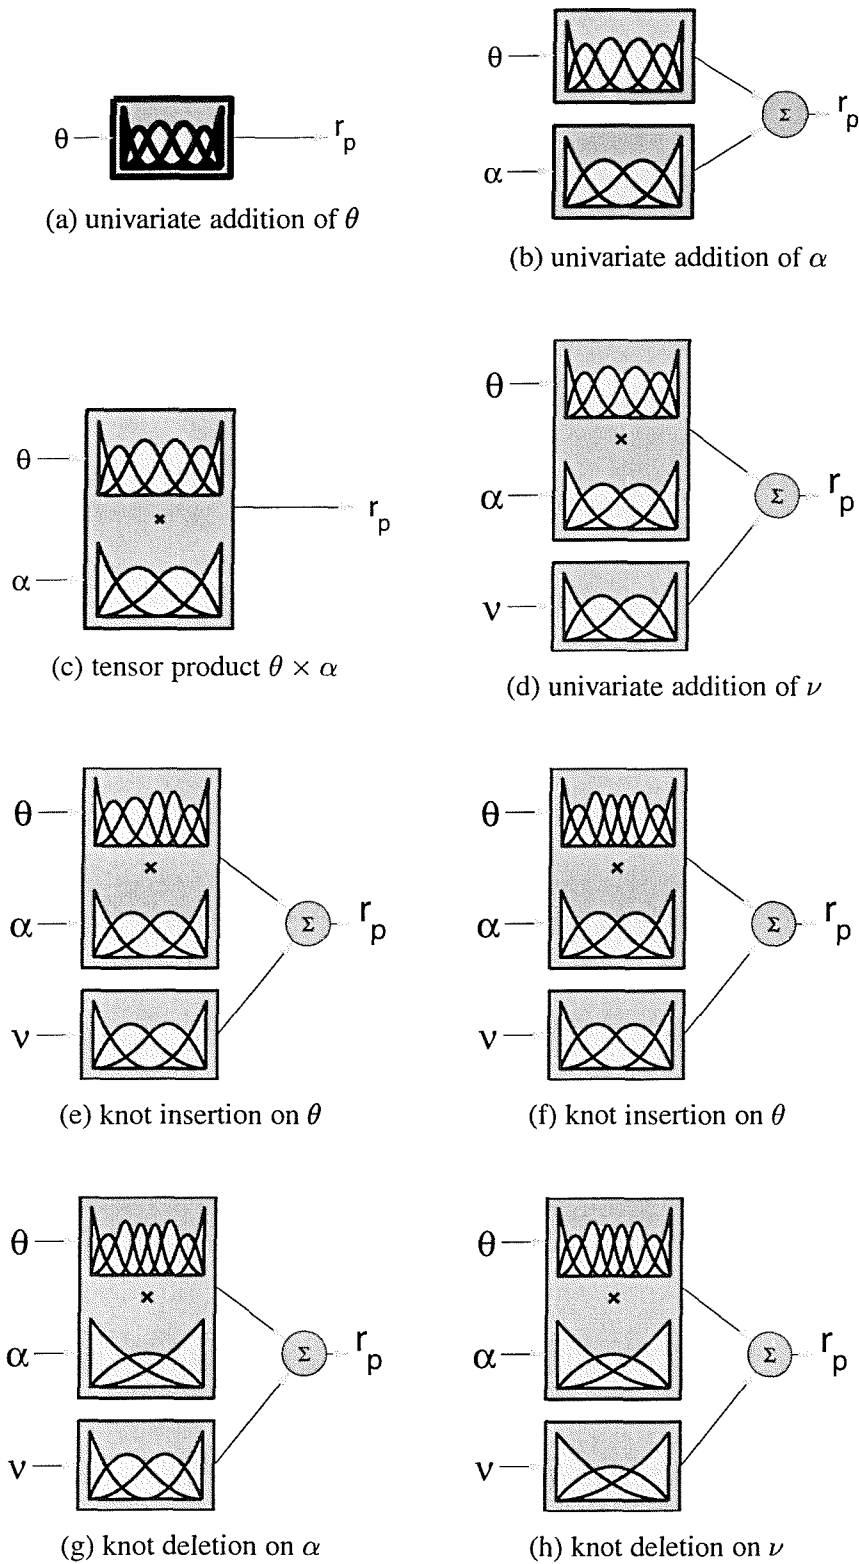 θ
r_p
(a) univariate addition of θ
θ
α
Σ
r_p
(b) univariate addition of α
θ
×
α
r_p
(c) tensor product θ × α
θ
×
α
ν
Σ
r_p
(d) univariate addition of ν
θ
×
α
ν
Σ
r_p
(e) knot insertion on θ
θ
×
α
ν
Σ
r_p
(f) knot insertion on θ
θ
×
α
ν
Σ
r_p
(g) knot deletion on α
θ
×
α
ν
Σ
r_p
(h) knot deletion on ν